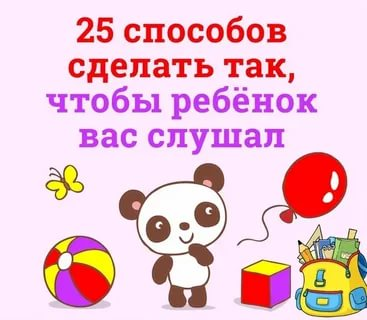 25 способов
сделать так,
чтобы ребёнок
вас слушал